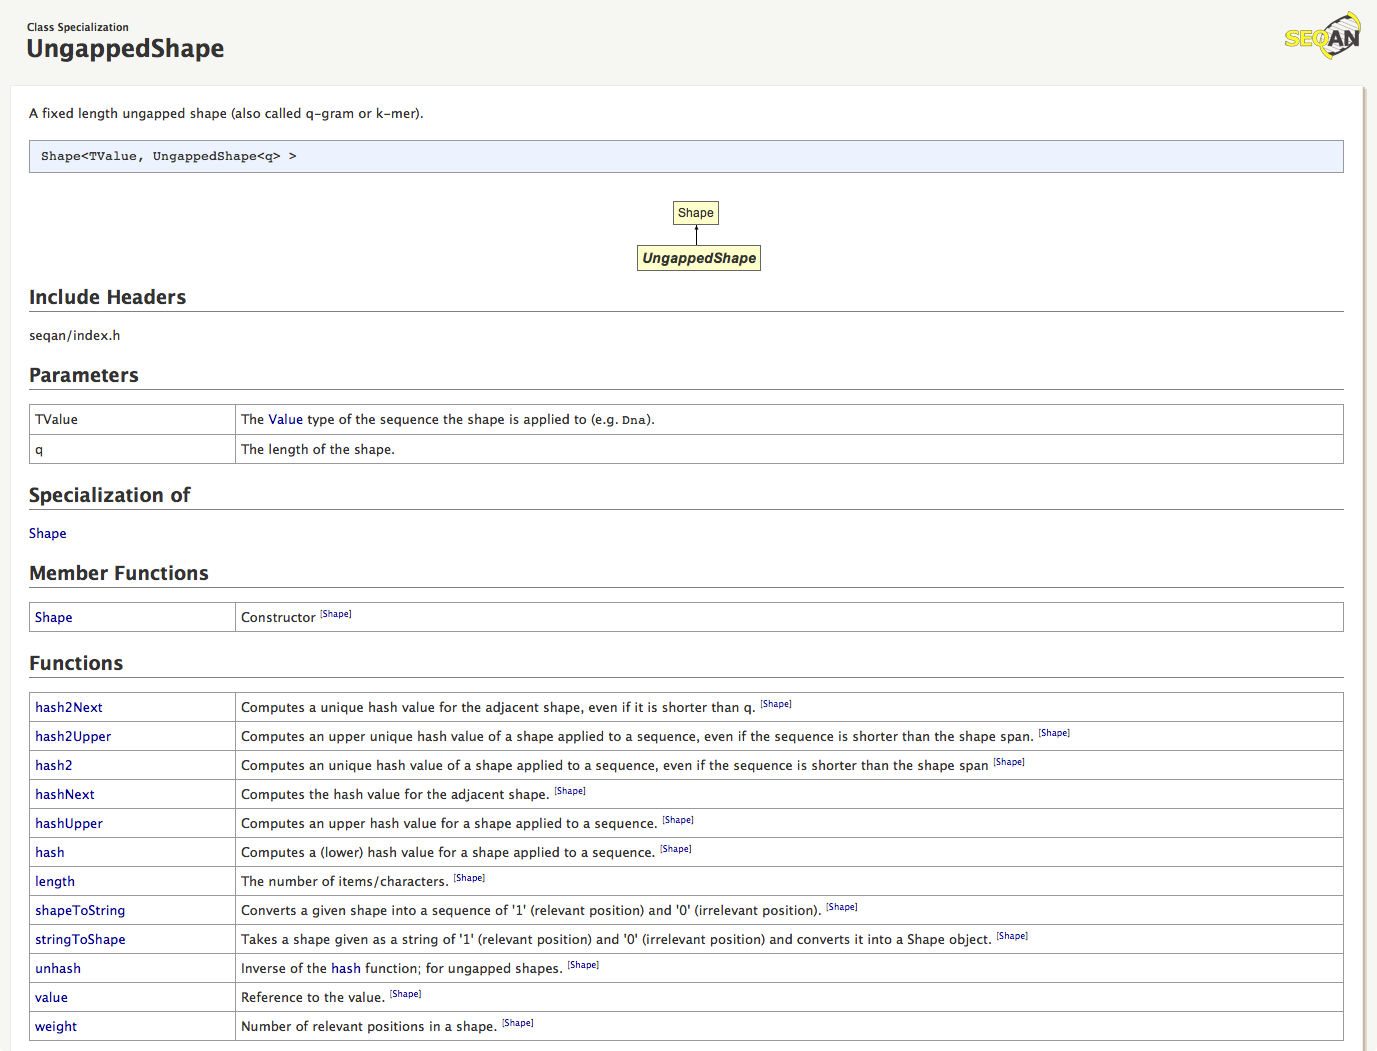 Class Specialization
UngappedShape
SEQAN
A fixed length ungapped shape (also called q-gram or k-mer).
Shape<TValue, UngappedShape<q> >
Shape
UngappedShape
Include Headers
seqan/index.h
Parameters
TValue The Value type of the sequence the shape is applied to (e.g. Dna).
q The length of the shape.
Specialization of
Shape
Member Functions
Shape Constructor [Shape]
Functions
hash2Next Computes a unique hash value for the adjacent shape, even if it is shorter than q. [Shape]
hash2Upper Computes an upper unique hash value of a shape applied to a sequence, even if the sequence is shorter than the shape span. [Shape]
hash2 Computes an unique hash value of a shape applied to a sequence, even if the sequence is shorter than the shape span [Shape]
hashNext Computes the hash value for the adjacent shape. [Shape]
hashUpper Computes an upper hash value for a shape applied to a sequence. [Shape]
hash Computes a (lower) hash value for a shape applied to a sequence. [Shape]
length The number of items/characters. [Shape]
shapeToString Converts a given shape into a sequence of '1' (relevant position) and '0' (irrelevant position). [Shape]
stringToShape Takes a shape given as a string of '1' (relevant position) and '0' (irrelevant position) and converts it into a Shape object. [Shape]
unhash Inverse of the hash function; for ungapped shapes. [Shape]
value Reference to the value. [Shape]
weight Number of relevant positions in a shape. [Shape]